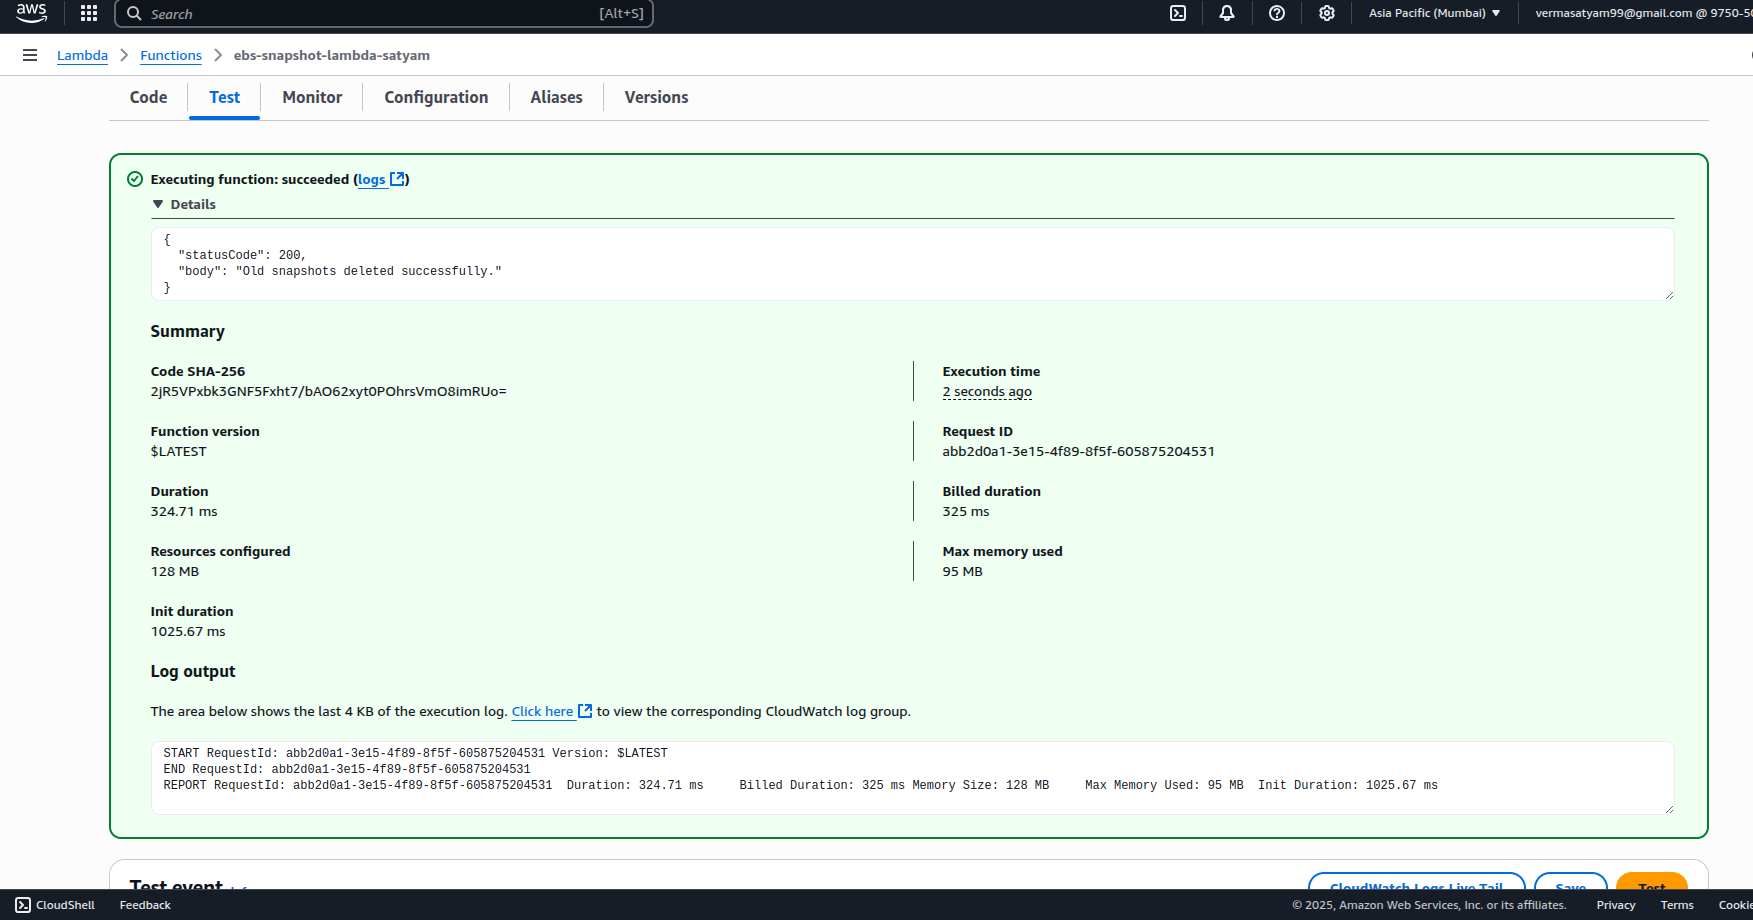 aws
Search [Alt+S]
Asia Pacific (Mumbai) ▼
vermasatyam99@gmail.com @ 9750-50
Lambda > Functions > ebs-snapshot-lambda-satyam
Code Test Monitor Configuration Aliases Versions
Executing function: succeeded (logs)
▼ Details
{
"statusCode": 200,
"body": "Old snapshots deleted successfully."
}
Summary
Code SHA-256
2jR5VPxbk3GNF5Fxht7/bAO62xyt0POhrsVmO8imRUo=
Execution time
2 seconds ago
Function version
$LATEST
Request ID
abb2d0a1-3e15-4f89-8f5f-605875204531
Duration
324.71 ms
Billed duration
325 ms
Resources configured
128 MB
Max memory used
95 MB
Init duration
1025.67 ms
Log output
The area below shows the last 4 KB of the execution log. Click here to view the corresponding CloudWatch log group.
START RequestId: abb2d0a1-3e15-4f89-8f5f-605875204531 Version: $LATEST
END RequestId: abb2d0a1-3e15-4f89-8f5f-605875204531
REPORT RequestId: abb2d0a1-3e15-4f89-8f5f-605875204531 Duration: 324.71 ms Billed Duration: 325 ms Memory Size: 128 MB Max Memory Used: 95 MB Init Duration: 1025.67 ms
Test event
CloudWatch Logs Live Tail Save Test
CloudShell Feedback
© 2025, Amazon Web Services, Inc. or its affiliates. Privacy Terms Cookie